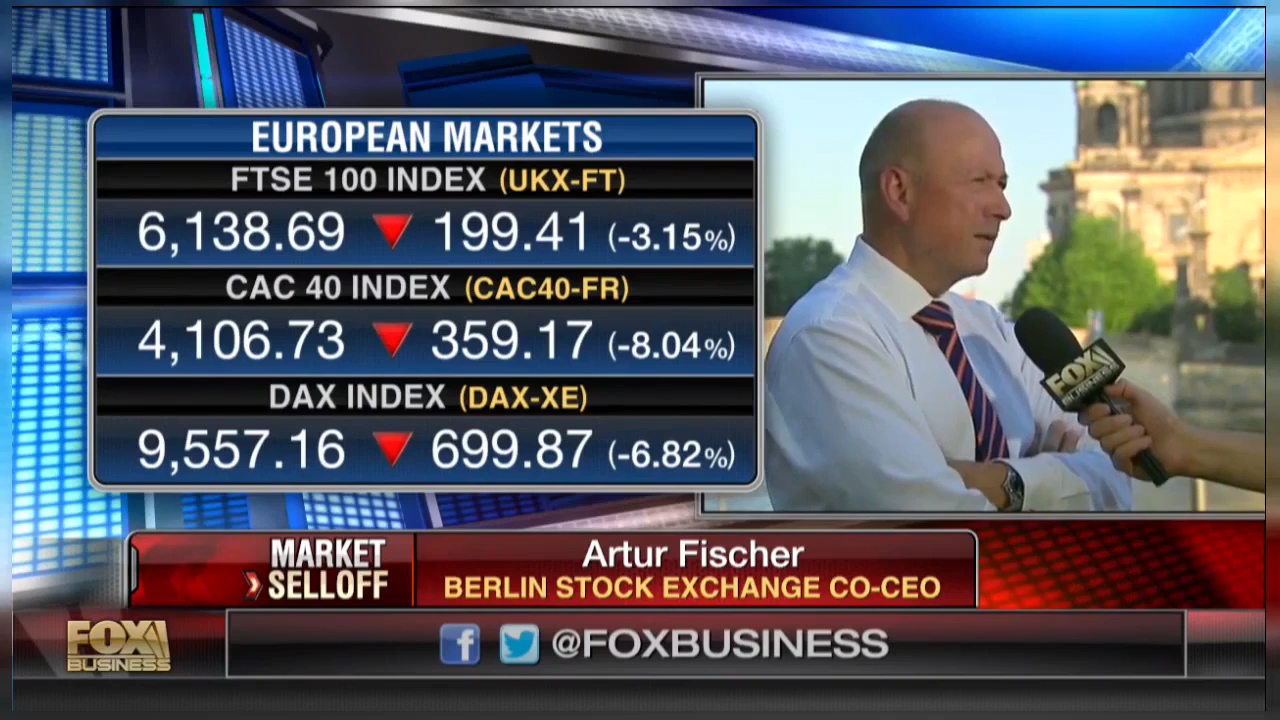 EUROPEAN MARKETS
FTSE 100 INDEX (UKX-FT)
6,138.69 ▼ 199.41 (-3.15%)
CAC 40 INDEX (CAC40-FR)
4,106.73 ▼ 359.17 (-8.04%)
DAX INDEX (DAX-XE)
9,557.16 ▼ 699.87 (-6.82%)
FOX
BUSINESS
MARKET
SELLOFF
Artur Fischer
BERLIN STOCK EXCHANGE CO-CEO
FOX
BUSINESS
@FOXBUSINESS